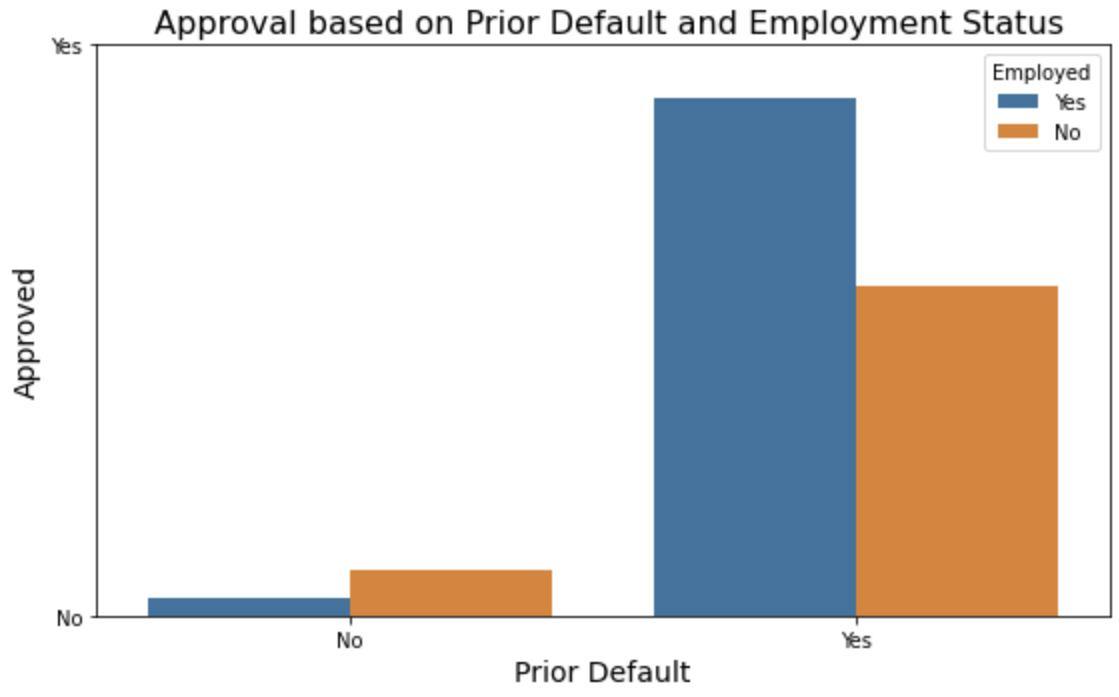 Approval based on Prior Default and Employment Status
Yes
Employed
Yes
No
Approved
No
No
Yes
Prior Default